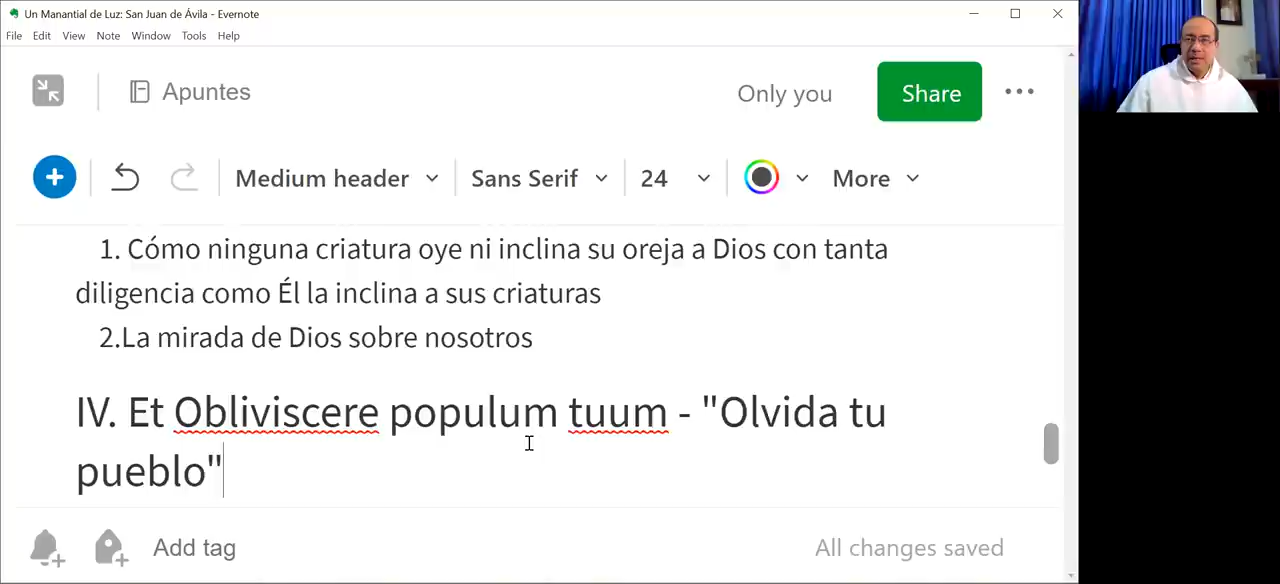 Un Manantial de Luz: San Juan de Ávila - Evernote
File Edit View Note Window Tools Help
Apuntes Only you Share
Medium header Sans Serif 24 More
1. Cómo ninguna criatura oye ni inclina su oreja a Dios con tanta
diligencia como Él la inclina a sus criaturas
2.La mirada de Dios sobre nosotros
IV. Et Obliviscere populum tuum - "Olvida tu
pueblo"
Add tag All changes saved